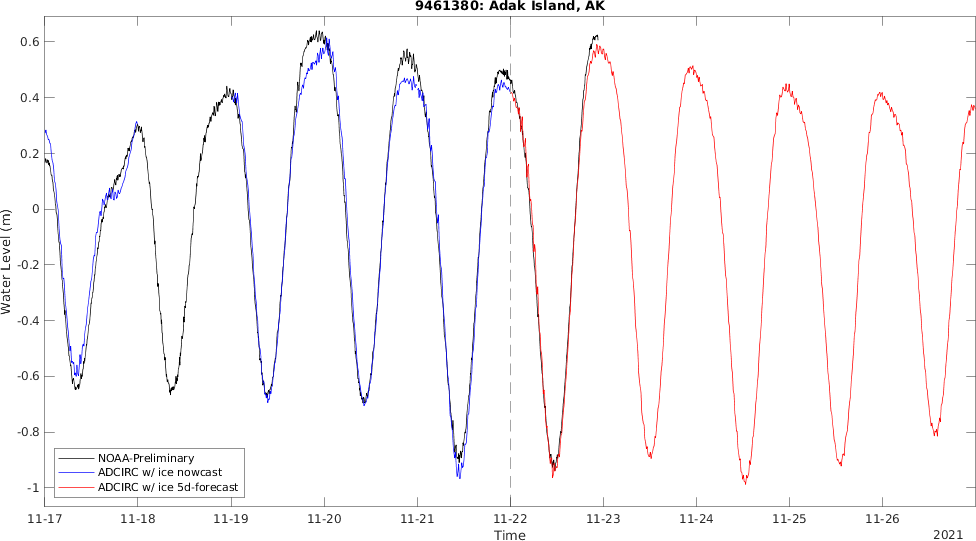 9461380: Adak Island, AK
0.6
0.4
0.2
0
-0.2
-0.4
-0.6
-0.8
-1
Water Level (m)
NOAA-Preliminary
ADCIRC w/ ice nowcast
ADCIRC w/ ice 5d-forecast
11-17 11-18 11-19 11-20 11-21 11-22 11-23 11-24 11-25 11-26
Time
2021